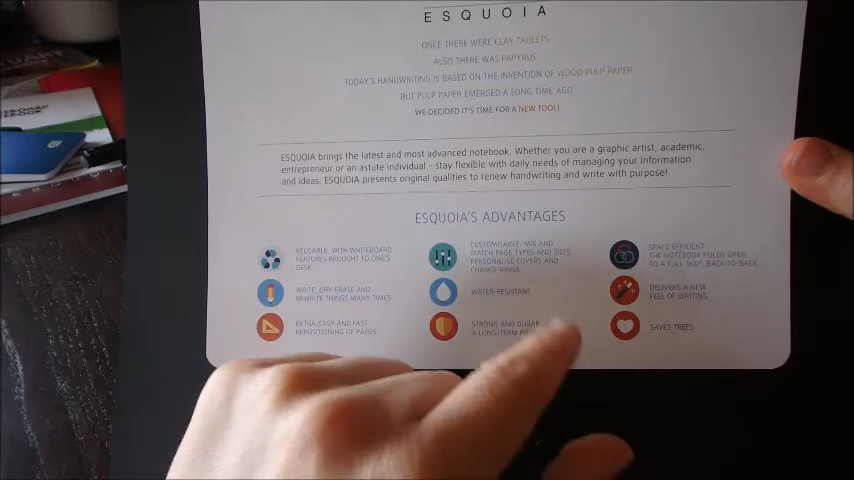 ESQUOIA
ONCE THERE WERE CLAY TABLETS.
ALSO THERE WAS PAPYRUS.
TODAY'S HANDWRITING IS BASED ON THE INVENTION OF WOOD PULP PAPER
BUT PULP PAPER EMERGED A LONG TIME AGO.
WE DECIDED IT'S TIME FOR A NEW TOOL!
ESQUOIA brings the latest and most advanced notebook. Whether you are a graphic artist, academic,
entrepreneur or an astute individual - stay flexible with daily needs of managing your information
and ideas. ESQUOIA presents original qualities to renew handwriting and write with purpose!
ESQUOIA'S ADVANTAGES
REUSABLE: WITH WHITEBOARD
FEATURES BROUGHT TO ONE'S
DESK.
CUSTOMISABLE: MIX AND
MATCH PAGE TYPES AND SIZES.
PERSONALISE COVERS AND
CHANGE RINGS.
SPACE EFFICIENT:
THE NOTEBOOK FOLDS OPEN
TO A FULL 360°, BACK-TO-BACK
WRITE, DRY-ERASE AND
REWRITE THINGS MANY TIMES.
WATER-RESISTANT
DELIVERS A NEW
FEEL OF WRITING.
EXTRA-EASY AND FAST
REPOSITIONING OF PAGES.
STRONG AND
A LONG-TERM
SAVES TREES.